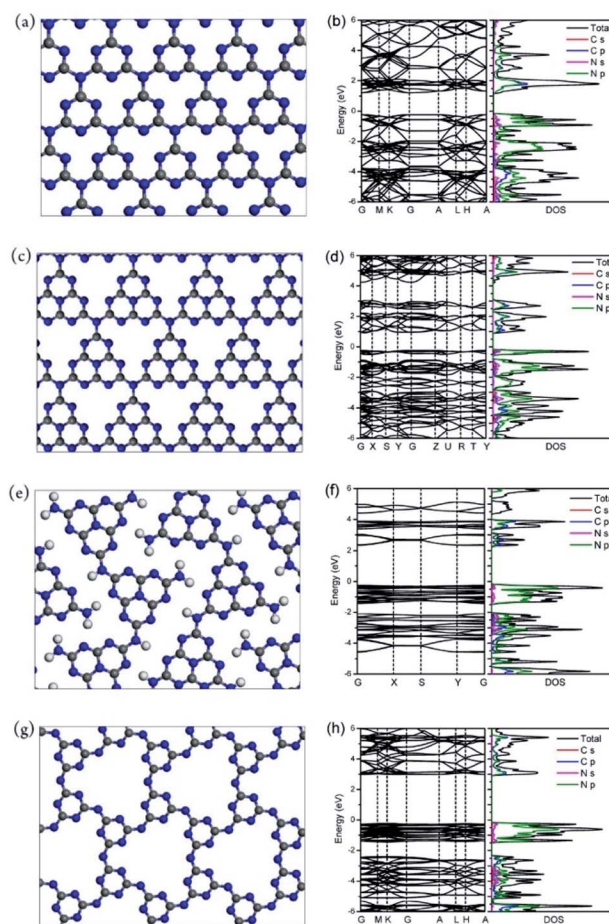 (a)
(b)
6
4
2
0
-2
-4
-6
Energy (eV)
G M K G A L H A
DOS
Total
C s
C p
N s
N p
(c)
(d)
6
4
2
0
-2
-4
-6
Energy (eV)
G X S Y G Z U R T Y
DOS
Total
C s
C p
N s
N p
(e)
(f)
6
4
2
0
-2
-4
-6
Energy (eV)
G X S Y G
DOS
Total
C s
C p
N s
N p
(g)
(h)
6
4
2
0
-2
-4
-6
Energy (eV)
G M K G A L H A
DOS
Total
C s
C p
N s
N p